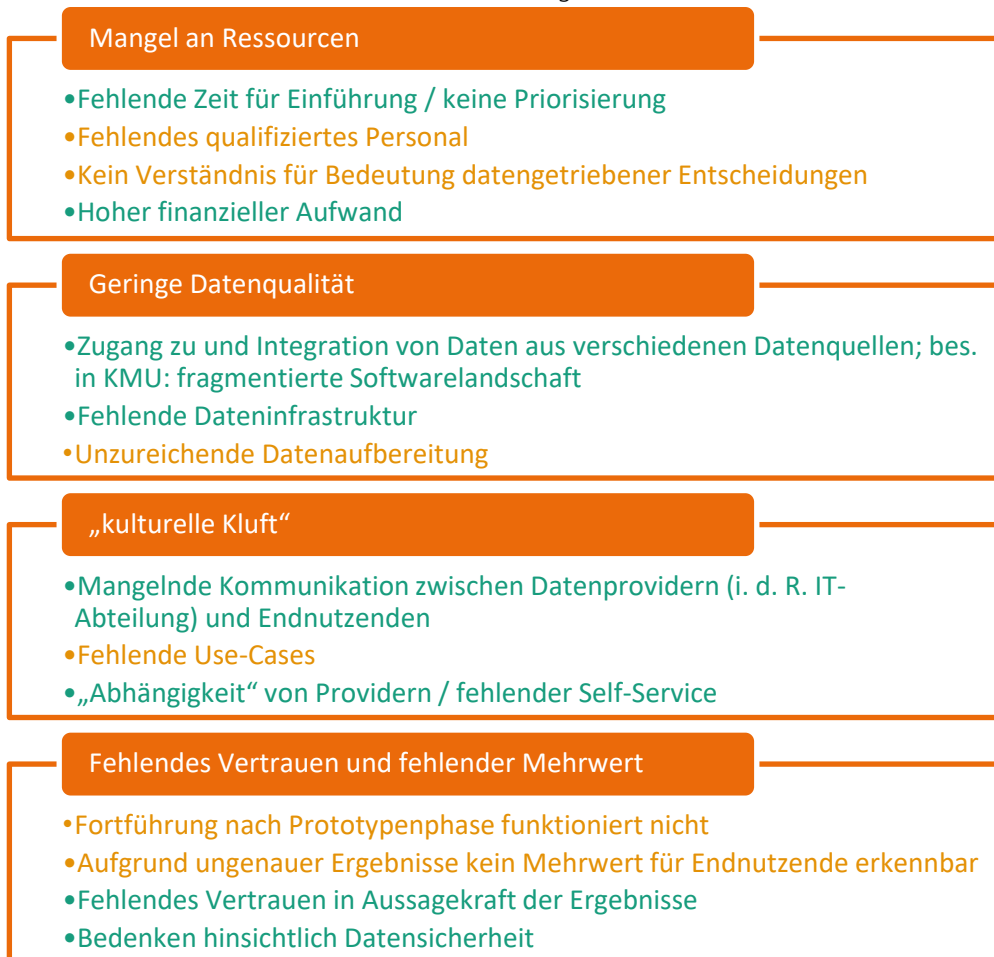 Mangel an Ressourcen
•Fehlende Zeit für Einführung / keine Priorisierung
•Fehlendes qualifiziertes Personal
•Kein Verständnis für Bedeutung datengetriebener Entscheidungen
•Hoher finanzieller Aufwand
Geringe Datenqualität
•Zugang zu und Integration von Daten aus verschiedenen Datenquellen; bes.
in KMU: fragmentierte Softwarelandschaft
•Fehlende Dateninfrastruktur
•Unzureichende Datenaufbereitung
„kulturelle Kluft“
•Mangelnde Kommunikation zwischen Datenprovidern (i. d. R. IT-
Abteilung) und Endnutzenden
•Fehlende Use-Cases
•„Abhängigkeit“ von Providern / fehlender Self-Service
Fehlendes Vertrauen und fehlender Mehrwert
•Fortführung nach Prototypenphase funktioniert nicht
•Aufgrund ungenauer Ergebnisse kein Mehrwert für Endnutzende erkennbar
•Fehlendes Vertrauen in Aussagekraft der Ergebnisse
•Bedenken hinsichtlich Datensicherheit